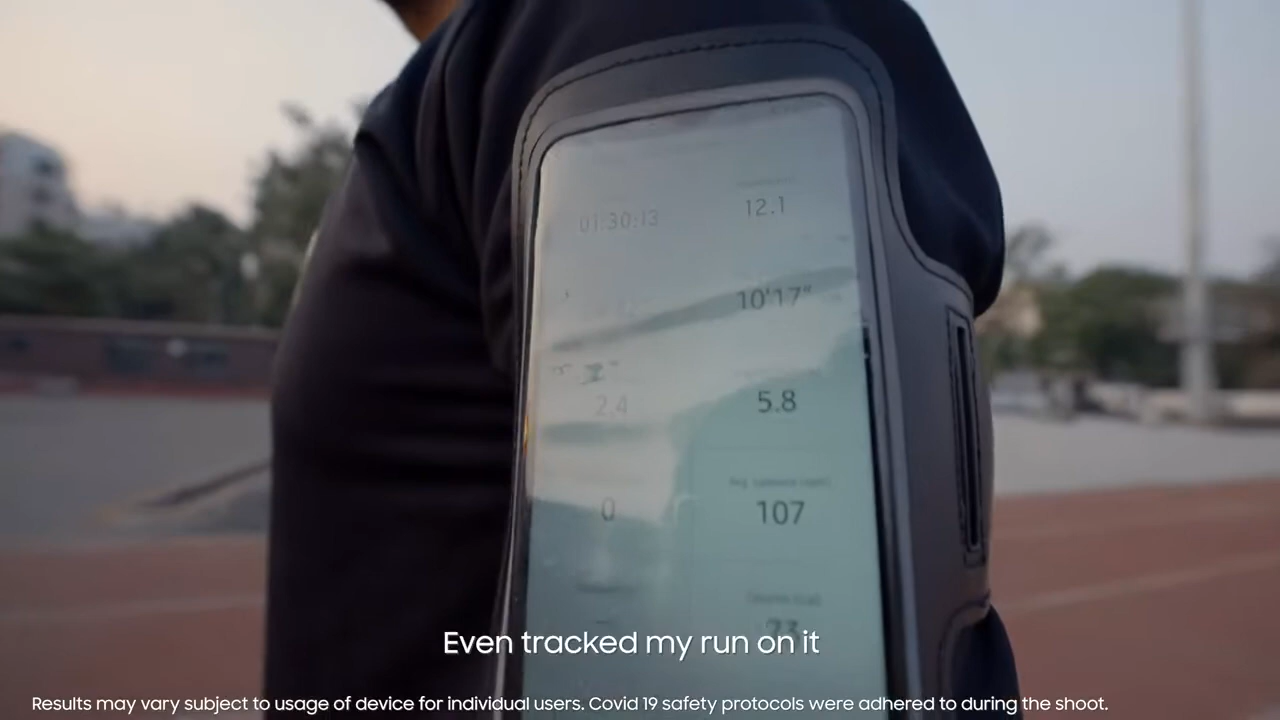 01:30:13 12.1
10'17"
2.4 5.8
Avg.
0 107
73
Even tracked my run on it
Results may vary subject to usage of device for individual users. Covid 19 safety protocols were adhered to during the shoot.